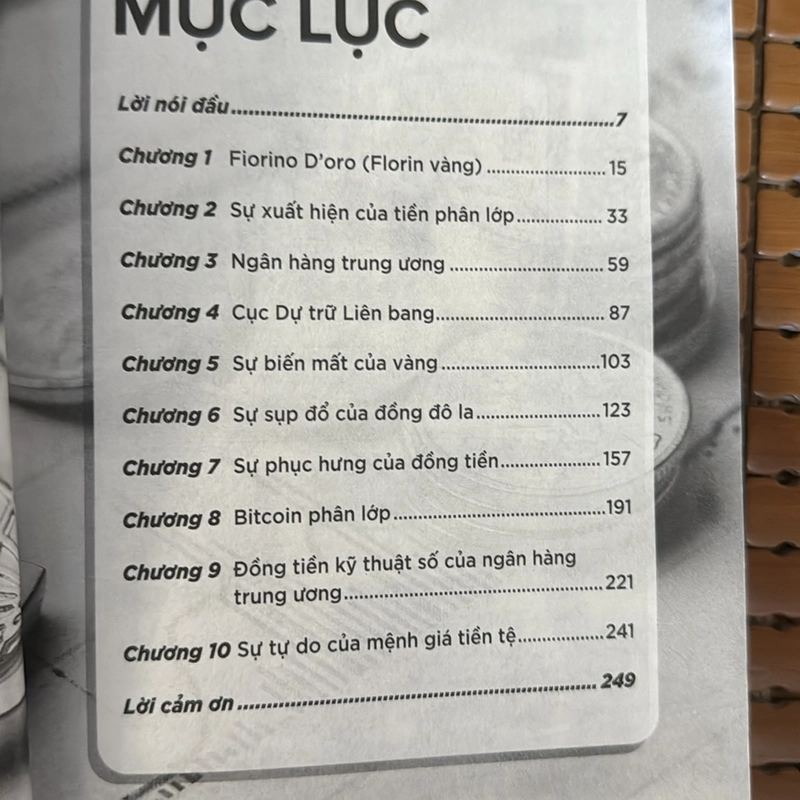 MỤC LỤC
Lời nói đầu..........7
Chương 1 Fiorino D'oro (Florin vàng)..........15
Chương 2 Sự xuất hiện của tiền phân lớp..........33
Chương 3 Ngân hàng trung ương..........59
Chương 4 Cục Dự trữ Liên bang..........87
Chương 5 Sự biến mất của vàng..........103
Chương 6 Sự sụp đổ của đồng đô la..........123
Chương 7 Sự phục hưng của đồng tiền..........157
Chương 8 Bitcoin phân lớp..........191
Chương 9 Đồng tiền kỹ thuật số của ngân hàng
trung ương..........221
Chương 10 Sự tự do của mệnh giá tiền tệ..........241
Lời cảm ơn..........249